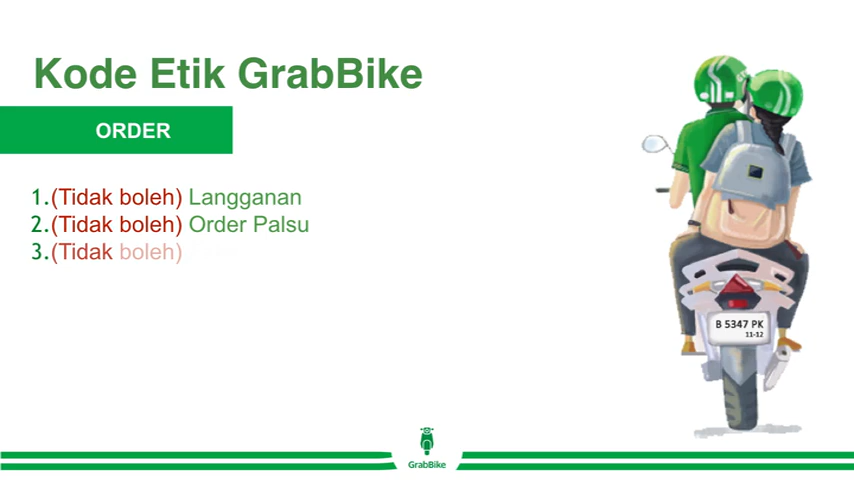 Kode Etik GrabBike
ORDER
1.(Tidak boleh) Langganan
2.(Tidak boleh) Order Palsu
3.(Tidak boleh)
B 5347 PK
11-12
GrabBike